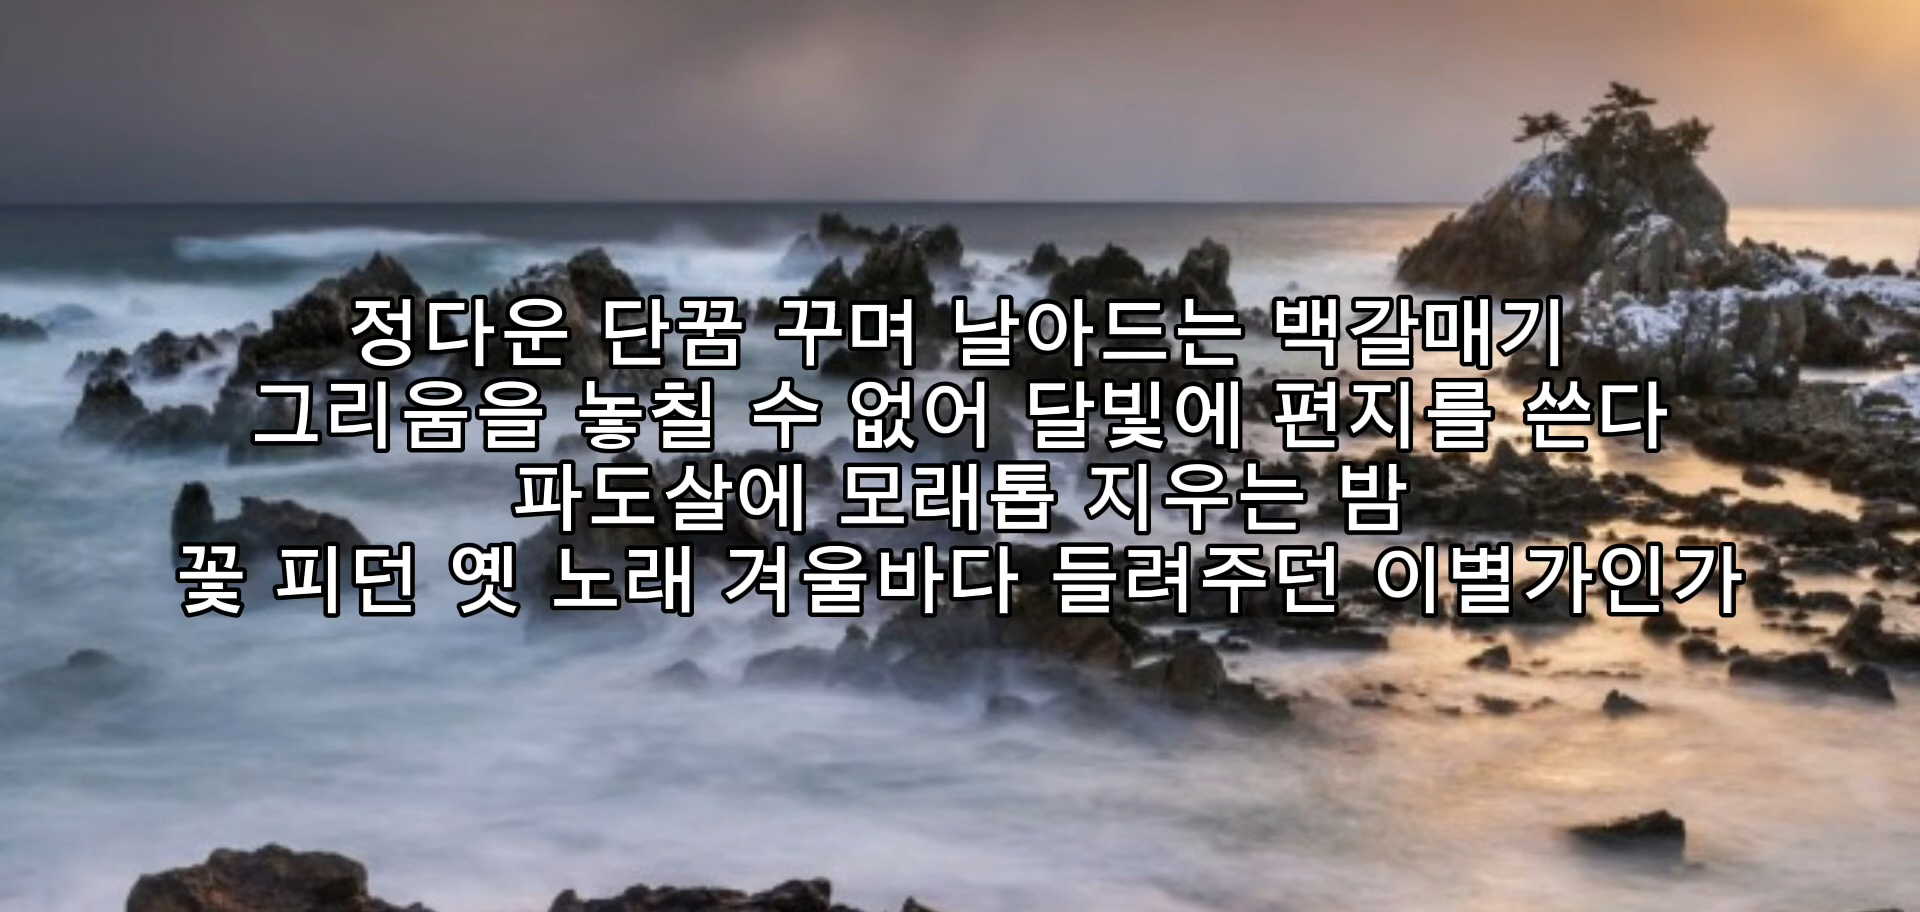 정다운 단꿈 꾸며 날아드는 백갈매기
그리움을 놓칠 수 없어 달빛에 편지를 쓴다
파도살에 모래톱 지우는 밤
꽃 피던 옛 노래 겨울바다 들려주던 이별가인가